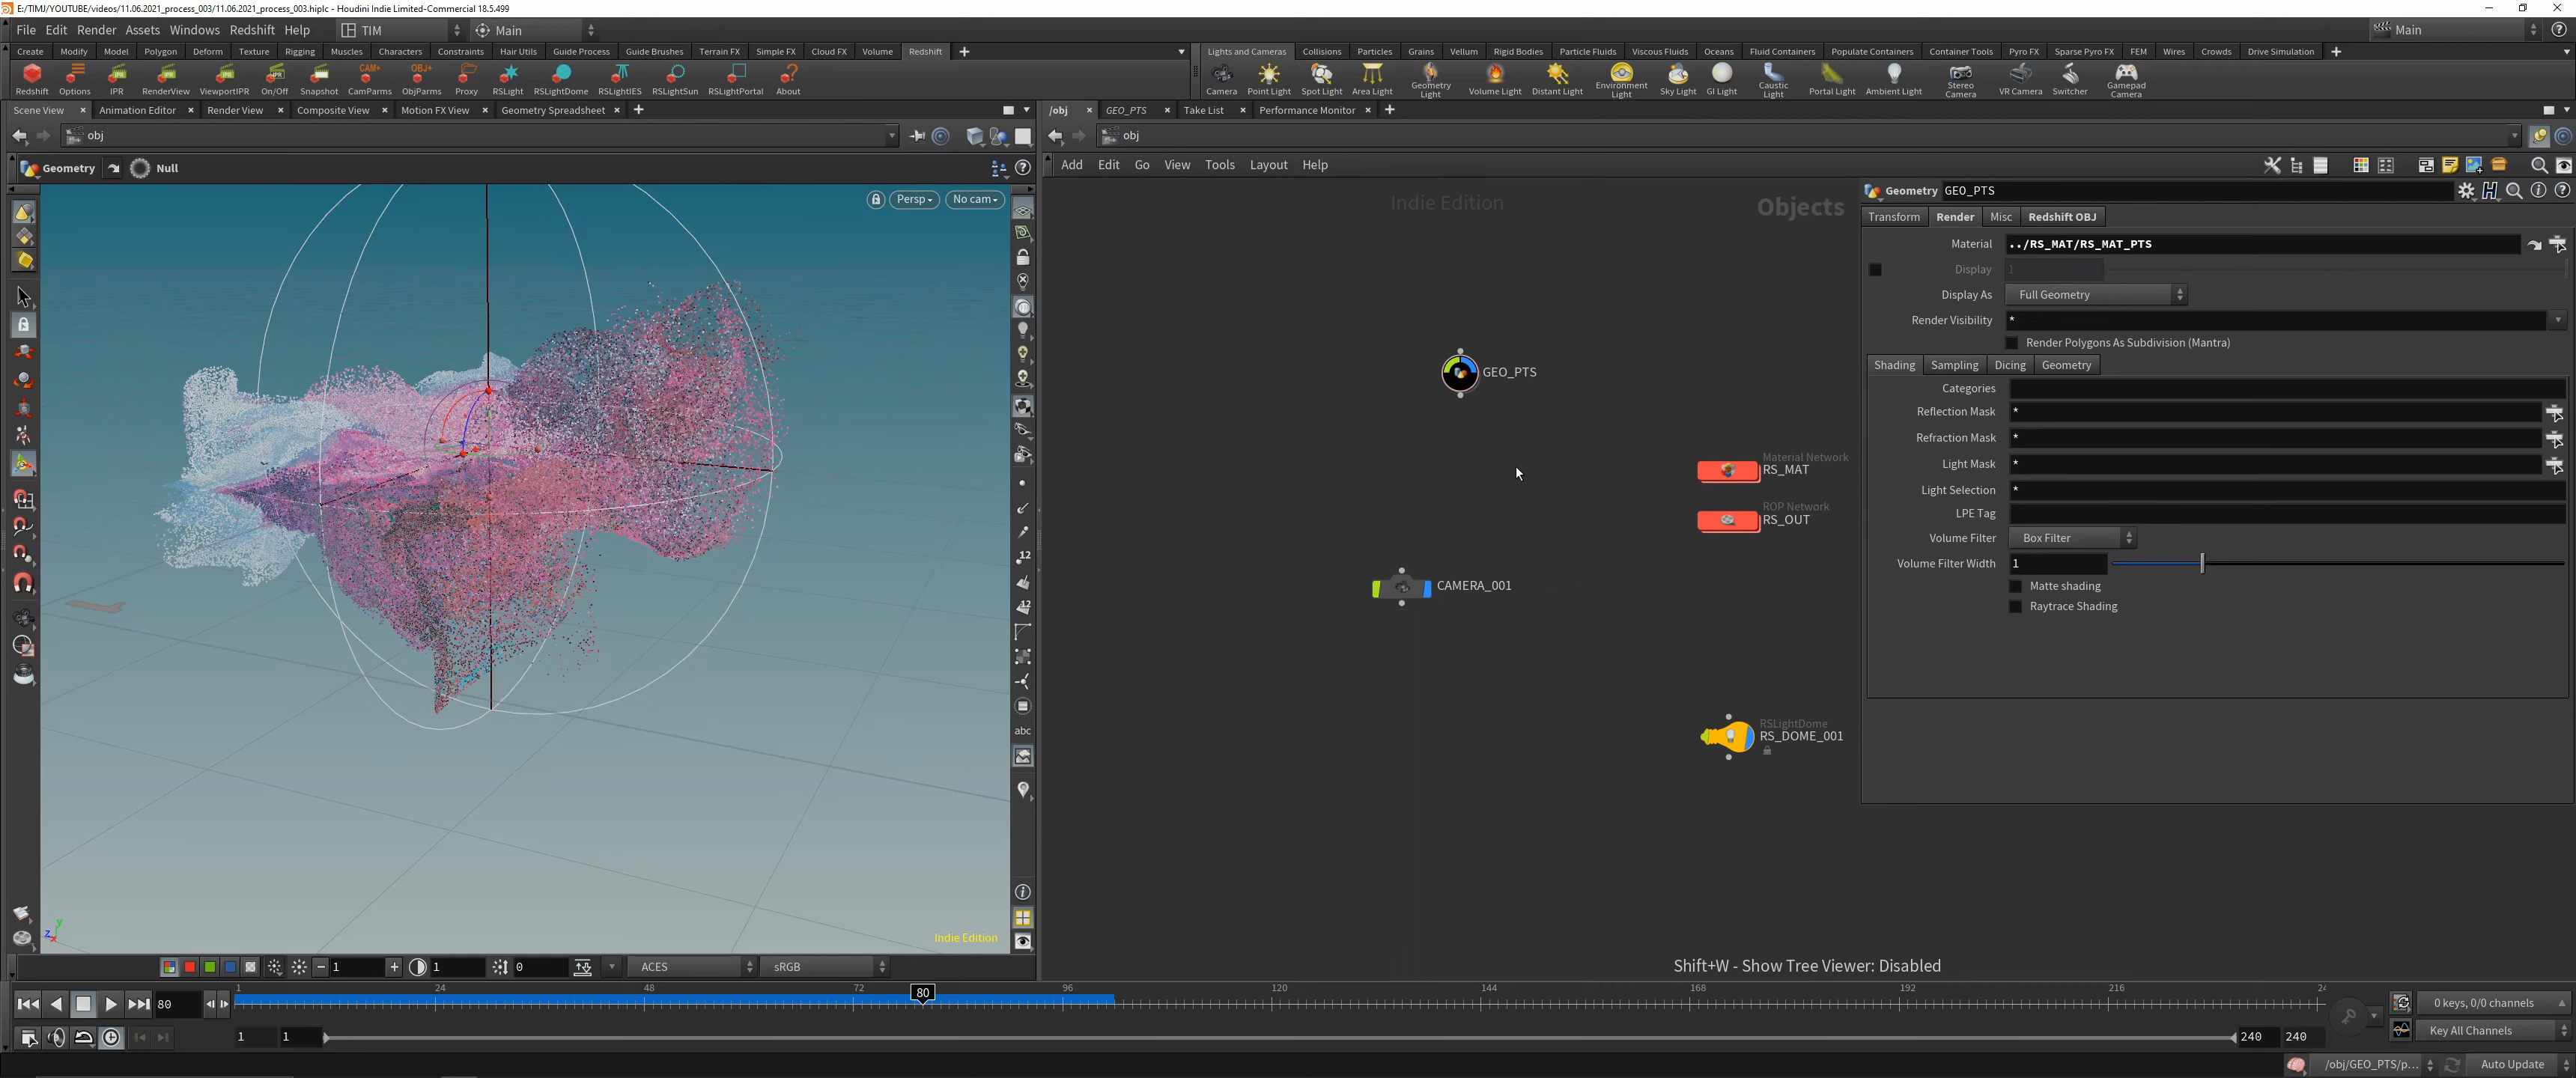 E:/TIMJ/YOUTUBE/videos/11.06.2021_process_003/11.06.2021_process_003.hiplc - Houdini Indie Limited-Commercial 18.5.499
File Edit Render Assets Windows Redshift Help TIM Main Main
Create Modify Model Polygon Deform Texture Rigging Muscles Characters Constraints Hair Utils Guide Process Guide Brushes Terrain FX Simple FX Cloud FX Volume Redshift
Lights and Cameras Collisions Particles Grains Vellum Rigid Bodies Particle Fluids Viscous Fluids Oceans Fluid Containers Populate Containers Container Tools Pyro FX Sparse Pyro FX FEM Wires Crowds Drive Simulation
Redshift Options IPR RenderView ViewportIPR On/Off Snapshot CamParms ObjParms Proxy RSLight RSLightDome RSLightIES RSLightSun RSLightPortal About
Camera Point Light Spot Light Area Light Geometry Light Volume Light Distant Light Environment Light Sky Light GI Light Caustic Light Portal Light Ambient Light Stereo Camera VR Camera Switcher Gamepad Camera
Scene View Animation Editor Render View Composite View Motion FX View Geometry Spreadsheet
/obj GEO_PTS Take List Performance Monitor
obj
obj
Geometry Null
Add Edit Go View Tools Layout Help
Persp No cam
Indie Edition
Objects
GEO_PTS
Material Network
RS_MAT
ROP Network
RS_OUT
CAMERA_001
RSLightDome
RS_DOME_001
Shift+W - Show Tree Viewer: Disabled
Geometry GEO_PTS
Transform Render Misc Redshift OBJ
Material ../RS_MAT/RS_MAT_PTS
Display 1
Display As Full Geometry
Render Visibility *
Render Polygons As Subdivision (Mantra)
Shading Sampling Dicing Geometry
Categories
Reflection Mask *
Refraction Mask *
Light Mask *
Light Selection *
LPE Tag
Volume Filter Box Filter
Volume Filter Width 1
Matte shading
Raytrace Shading
12
12
abc
y
z
Indie Edition
1 1 0 ACES sRGB
80 1 24 48 72 80 96 120 144 168 192 216 24
0 keys, 0/0 channels
1 1 240 240
Key All Channels
/obj/GEO_PTS/p... Auto Update